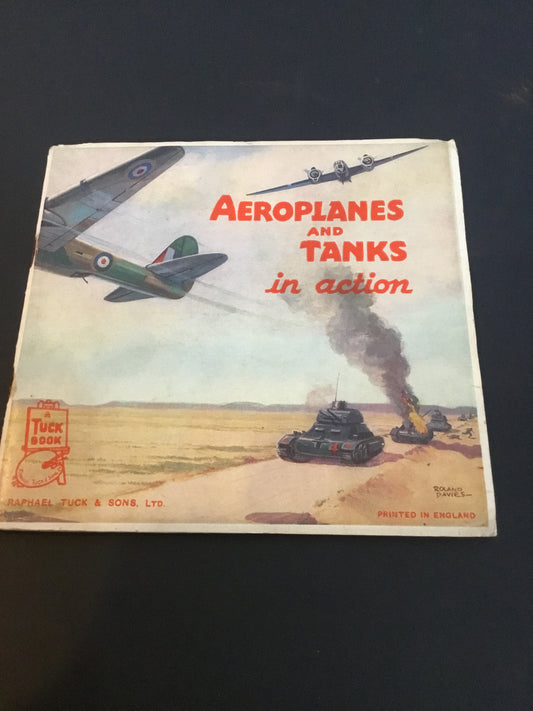 AEROPLANES
AND
TANKS
in action
A
TUCK
BOOK
RAPHAEL TUCK & SONS, LTD.
ROLAND
DAVIES
PRINTED IN ENGLAND